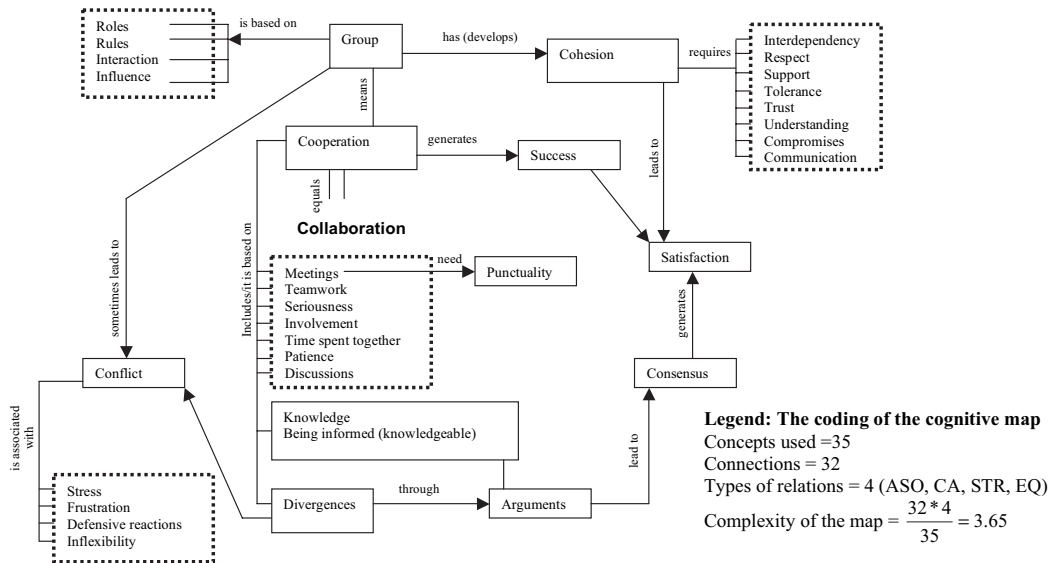 Roles
Rules
Interaction
Influence
is based on
Group
has (develops)
Cohesion
requires
Interdependency
Respect
Support
Tolerance
Trust
Understanding
Compromises
Communication
means
Cooperation
generates
Success
leads to
equals
Collaboration
sometimes leads to
Includes/it is based on
Meetings
Teamwork
Seriousness
Involvement
Time spent together
Patience
Discussions
need
Punctuality
Satisfaction
generates
Conflict
Consensus
is associated
with
Knowledge
Being informed (knowledgeable)
lead to
Stress
Frustration
Defensive reactions
Inflexibility
Divergences
through
Arguments
Legend: The coding of the cognitive map
Concepts used =35
Connections = 32
Types of relations = 4 (ASO, CA, STR, EQ)
Complexity of the map = 32 * 4 / 35 = 3.65